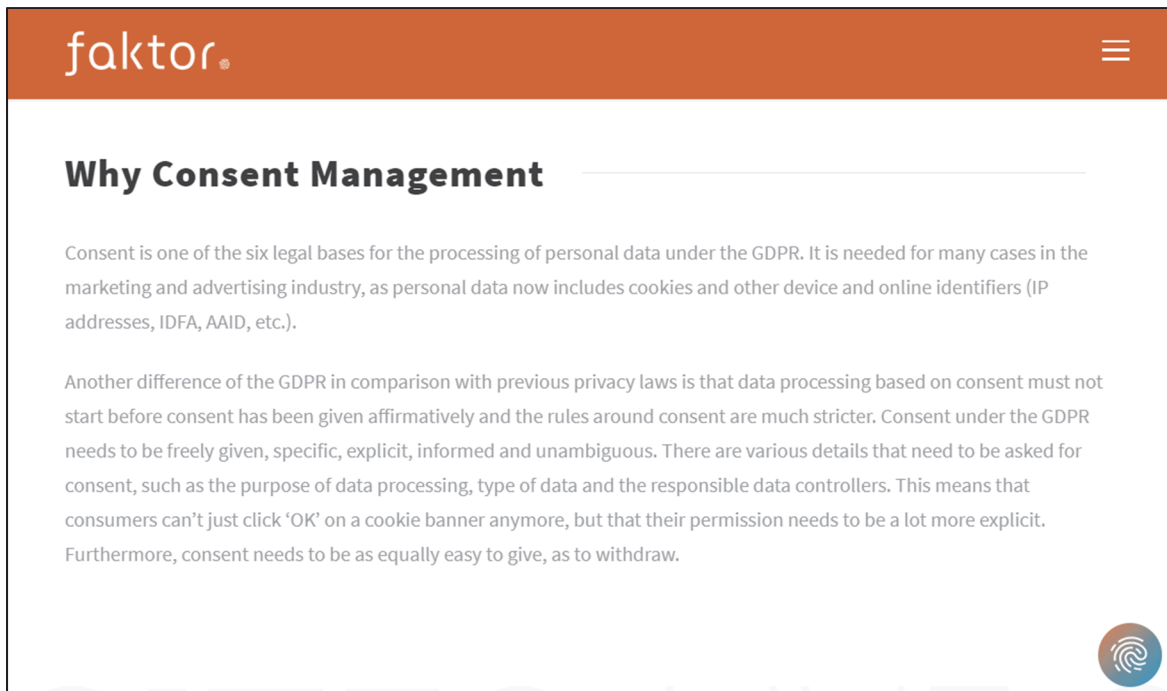 faktor.
Why Consent Management
Consent is one of the six legal bases for the processing of personal data under the GDPR. It is needed for many cases in the
marketing and advertising industry, as personal data now includes cookies and other device and online identifiers (IP
addresses, IDFA, AAID, etc.).
Another difference of the GDPR in comparison with previous privacy laws is that data processing based on consent must not
start before consent has been given affirmatively and the rules around consent are much stricter. Consent under the GDPR
needs to be freely given, specific, explicit, informed and unambiguous. There are various details that need to be asked for
consent, such as the purpose of data processing, type of data and the responsible data controllers. This means that
consumers can’t just click ‘OK’ on a cookie banner anymore, but that their permission needs to be a lot more explicit.
Furthermore, consent needs to be as equally easy to give, as to withdraw.